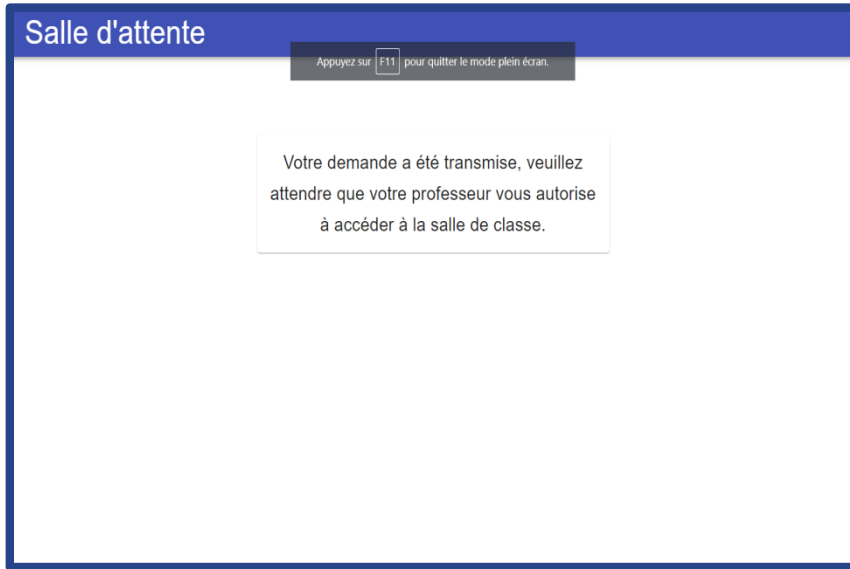 Salle d'attente
Appuyez sur F11 pour quitter le mode plein écran.
Votre demande a été transmise, veuillez
attendre que votre professeur vous autorise
à accéder à la salle de classe.